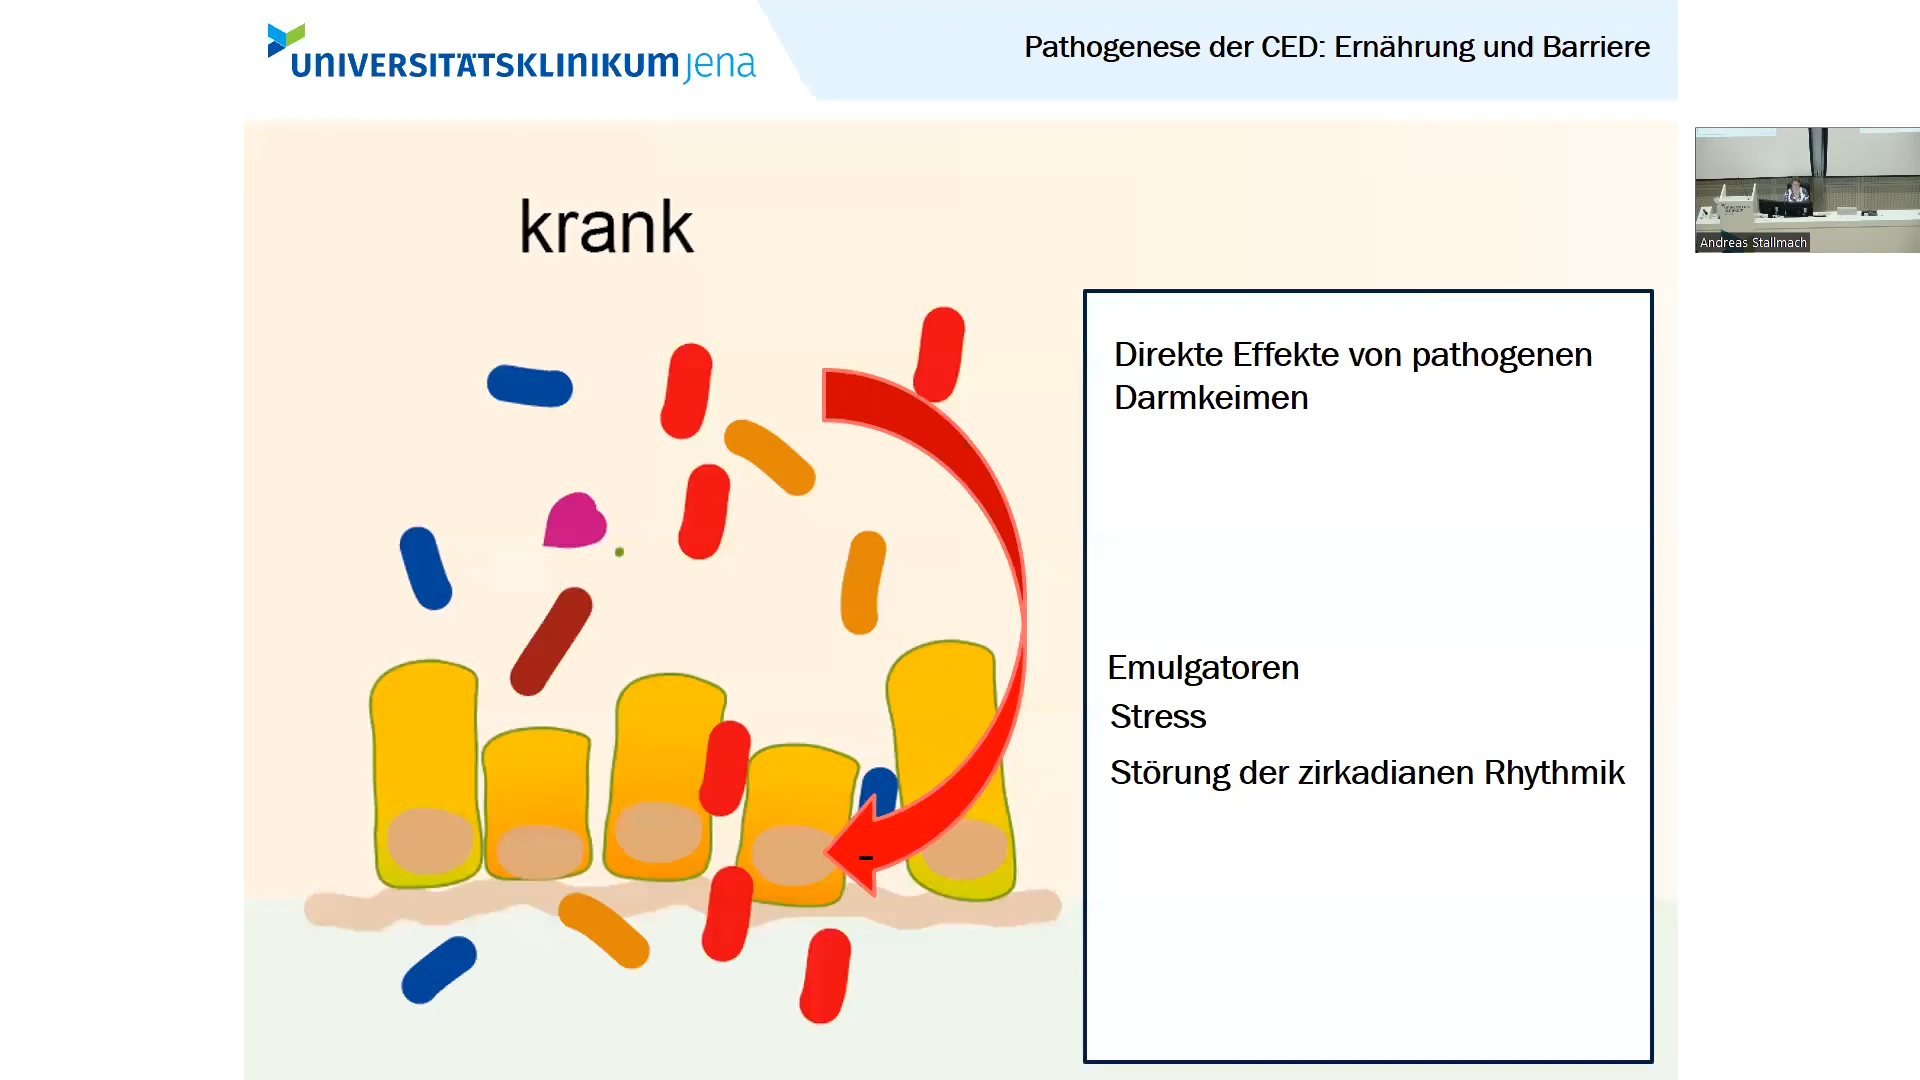 UNIVERSITÄTSKLINIKUM jena
Pathogenese der CED: Ernährung und Barriere
krank
Direkte Effekte von pathogenen
Darmkeimen
Emulgatoren
Stress
Störung der zirkadianen Rhythmik
-
Andreas Stallmach